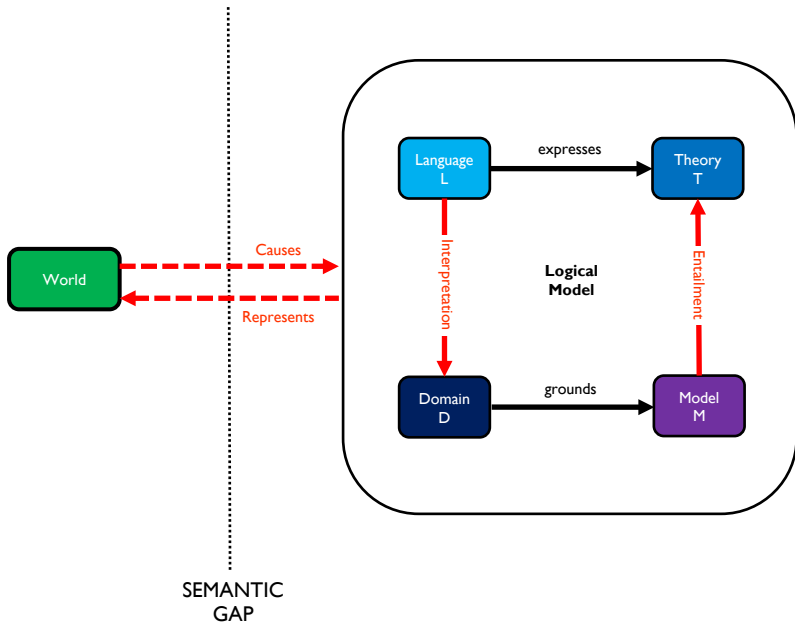 Language
L
expresses
Theory
T
Causes
World
Represents
Interpretation
Logical
Model
Entailment
Domain
D
grounds
Model
M
SEMANTIC
GAP